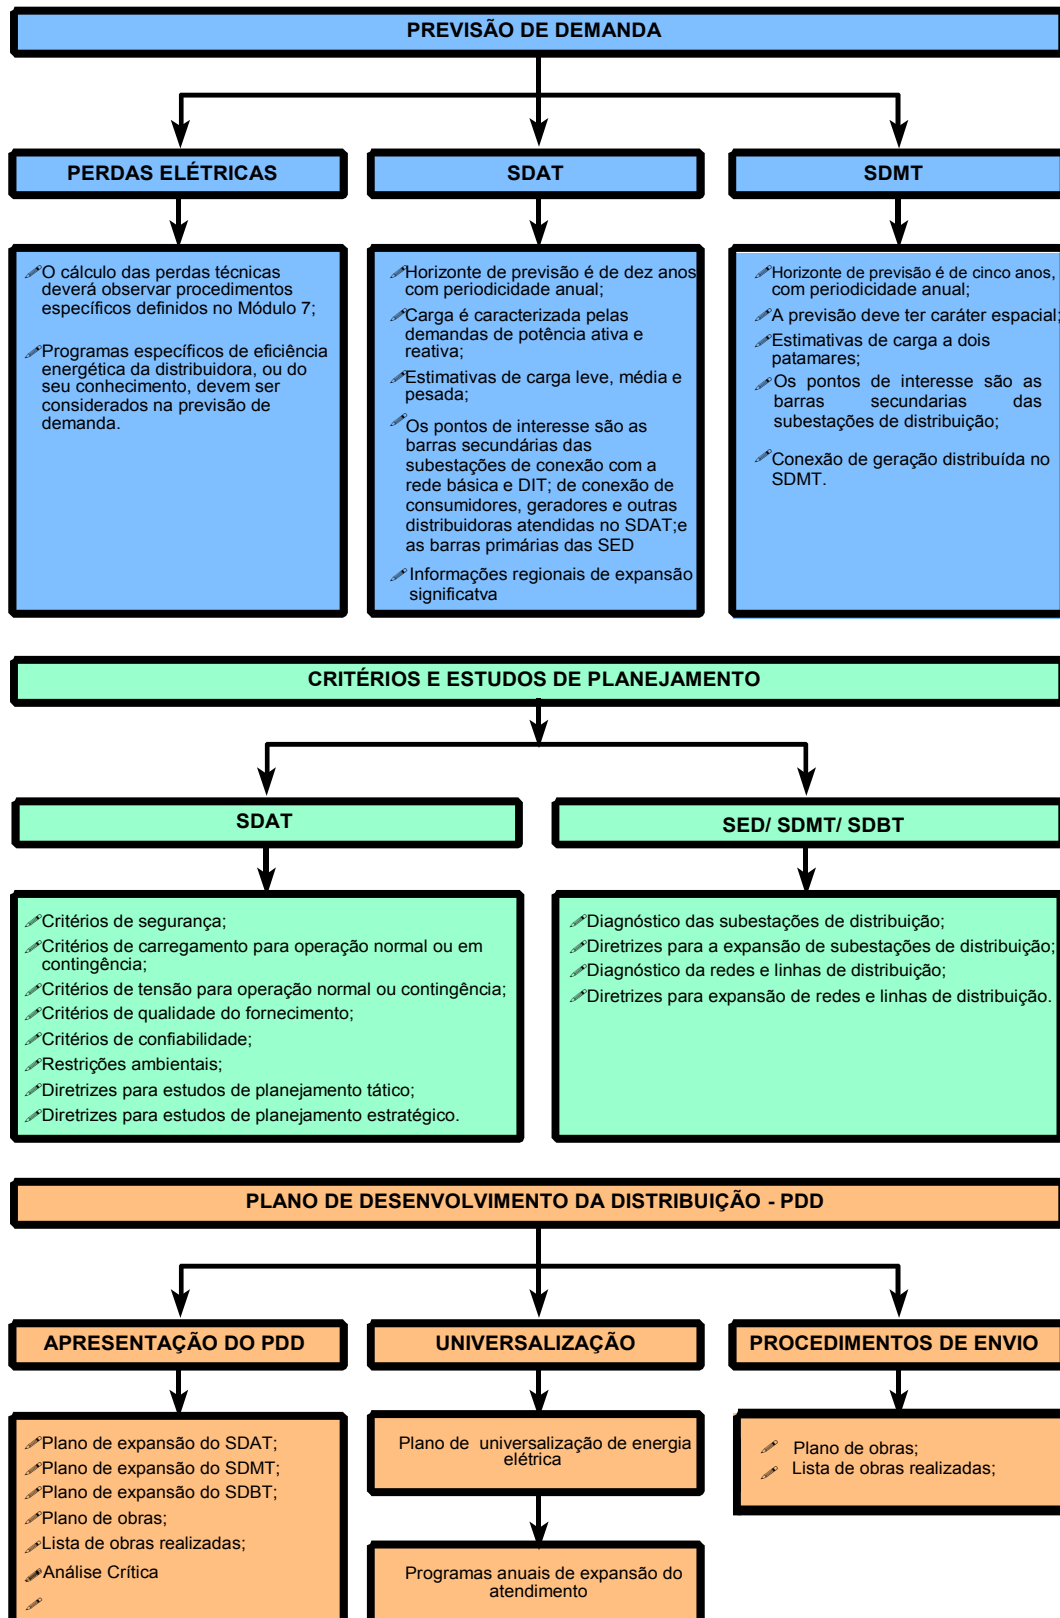 PREVISÃO DE DEMANDA
PERDAS ELÉTRICAS
O cálculo das perdas técnicas
deverá observar procedimentos
específicos definidos no Módulo 7;
Programas específicos de eficiência
energética da distribuidora, ou do
seu conhecimento, devem ser
considerados na previsão de
demanda.
SDAT
Horizonte de previsão é de dez anos
com periodicidade anual;
Carga é caracterizada pelas
demandas de potência ativa e
reativa;
Estimativas de carga leve, média e
pesada;
Os pontos de interesse são as
barras secundárias das
subestações de conexão com a
rede básica e DIT; de conexão de
consumidores, geradores e outras
distribuidoras atendidas no SDAT;e
as barras primárias das SED
Informações regionais de expansão
significatva
SDMT
Horizonte de previsão é de cinco anos,
com periodicidade anual;
A previsão deve ter caráter espacial;
Estimativas de carga a dois
patamares;
Os pontos de interesse são as
barras secundarias das
subestações de distribuição;
Conexão de geração distribuída no
SDMT.
CRITÉRIOS E ESTUDOS DE PLANEJAMENTO
SDAT
Critérios de segurança;
Critérios de carregamento para operação normal ou em
contingência;
Critérios de tensão para operação normal ou contingência;
Critérios de qualidade do fornecimento;
Critérios de confiabilidade;
Restrições ambientais;
Diretrizes para estudos de planejamento tático;
Diretrizes para estudos de planejamento estratégico.
SED/ SDMT/ SDBT
Diagnóstico das subestações de distribuição;
Diretrizes para a expansão de subestações de distribuição;
Diagnóstico da redes e linhas de distribuição;
Diretrizes para expansão de redes e linhas de distribuição.
PLANO DE DESENVOLVIMENTO DA DISTRIBUIÇÃO - PDD
APRESENTAÇÃO DO PDD
Plano de expansão do SDAT;
Plano de expansão do SDMT;
Plano de expansão do SDBT;
Plano de obras;
Lista de obras realizadas;
Análise Crítica
UNIVERSALIZAÇÃO
Plano de universalização de energia
elétrica
Programas anuais de expansão do
atendimento
PROCEDIMENTOS DE ENVIO
Plano de obras;
Lista de obras realizadas;